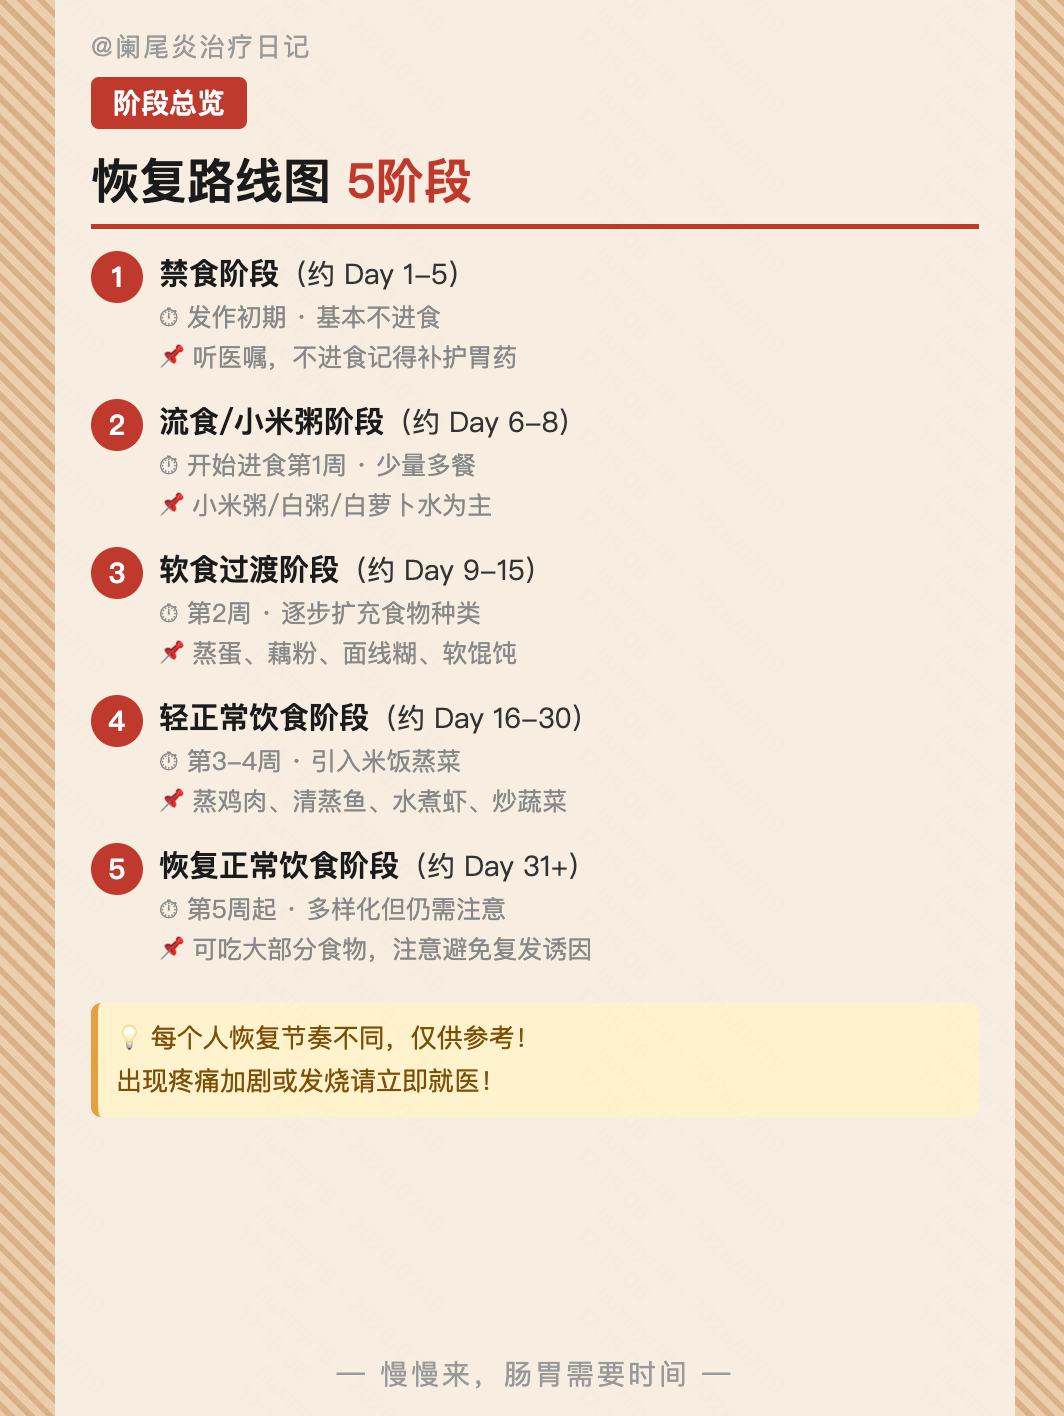 @阑尾炎治疗日记
阶段总览
恢复路线图 5阶段
1 禁食阶段（约 Day 1–5）
⏱ 发作初期 · 基本不进食
📌 听医嘱，不进食记得补护胃药
2 流食/小米粥阶段（约 Day 6–8）
⏱ 开始进食第1周 · 少量多餐
📌 小米粥/白粥/白萝卜水为主
3 软食过渡阶段（约 Day 9–15）
⏱ 第2周 · 逐步扩充食物种类
📌 蒸蛋、藕粉、面线糊、软馄饨
4 轻正常饮食阶段（约 Day 16–30）
⏱ 第3–4周 · 引入米饭蒸菜
📌 蒸鸡肉、清蒸鱼、水煮虾、炒蔬菜
5 恢复正常饮食阶段（约 Day 31+）
⏱ 第5周起 · 多样化但仍需注意
📌 可吃大部分食物，注意避免复发诱因
💡 每个人恢复节奏不同，仅供参考！
出现疼痛加剧或发烧请立即就医！
— 慢慢来，肠胃需要时间 —